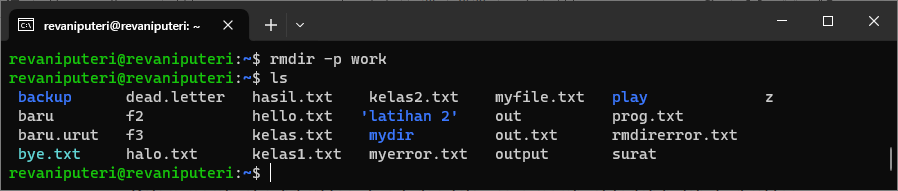 revaniputeri@revaniputeri: ~
revaniputeri@revaniputeri:~$ rmdir -p work
revaniputeri@revaniputeri:~$ ls
backup dead.letter hasil.txt kelas2.txt myfile.txt play z
baru f2 hello.txt 'latihan 2' out prog.txt
baru.urut f3 kelas.txt mydir out.txt rmdirerror.txt
bye.txt halo.txt kelas1.txt myerror.txt output surat
revaniputeri@revaniputeri:~$